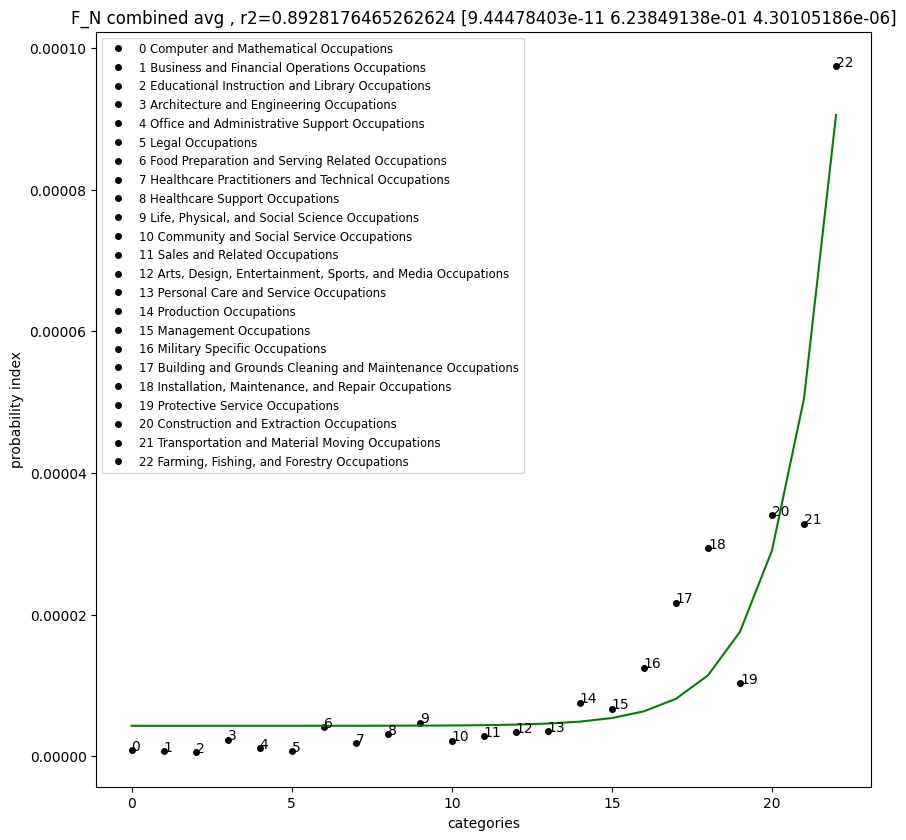 F_N combined avg , r2=0.8928176465262624 [9.44478403e-11 6.23849138e-01 4.30105186e-06]
0 Computer and Mathematical Occupations
1 Business and Financial Operations Occupations
2 Educational Instruction and Library Occupations
3 Architecture and Engineering Occupations
4 Office and Administrative Support Occupations
5 Legal Occupations
6 Food Preparation and Serving Related Occupations
7 Healthcare Practitioners and Technical Occupations
8 Healthcare Support Occupations
9 Life, Physical, and Social Science Occupations
10 Community and Social Service Occupations
11 Sales and Related Occupations
12 Arts, Design, Entertainment, Sports, and Media Occupations
13 Personal Care and Service Occupations
14 Production Occupations
15 Management Occupations
16 Military Specific Occupations
17 Building and Grounds Cleaning and Maintenance Occupations
18 Installation, Maintenance, and Repair Occupations
19 Protective Service Occupations
20 Construction and Extraction Occupations
21 Transportation and Material Moving Occupations
22 Farming, Fishing, and Forestry Occupations
probability index
0.00010
0.00008
0.00006
0.00004
0.00002
0.00000
0
1
2
3
4
5
6
7
8
9
10
11
12
13
14
15
16
17
18
19
20
21
22
0
5
10
15
20
categories